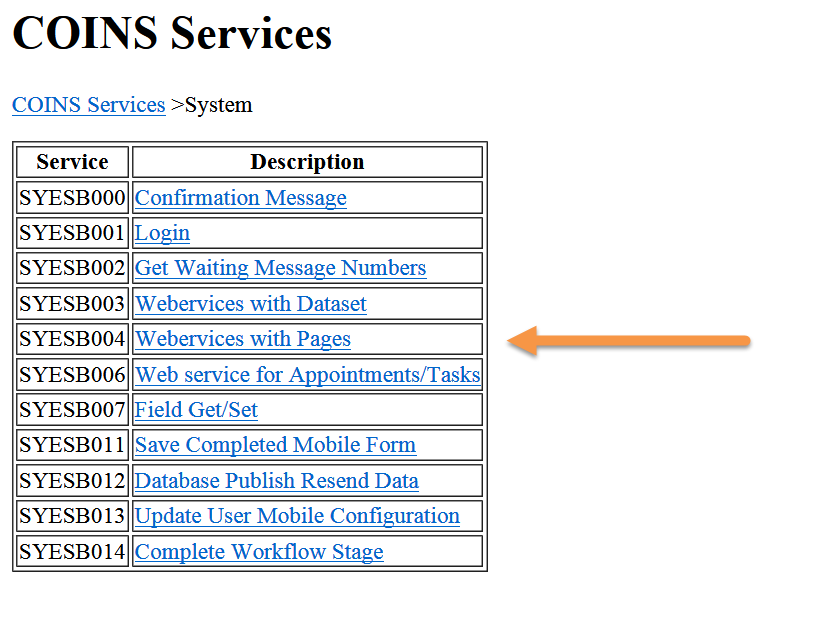 COINS Services
COINS Services >System
Service Description
SYESB000 Confirmation Message
SYESB001 Login
SYESB002 Get Waiting Message Numbers
SYESB003 Webervices with Dataset
SYESB004 Webervices with Pages
SYESB006 Web service for Appointments/Tasks
SYESB007 Field Get/Set
SYESB011 Save Completed Mobile Form
SYESB012 Database Publish Resend Data
SYESB013 Update User Mobile Configuration
SYESB014 Complete Workflow Stage